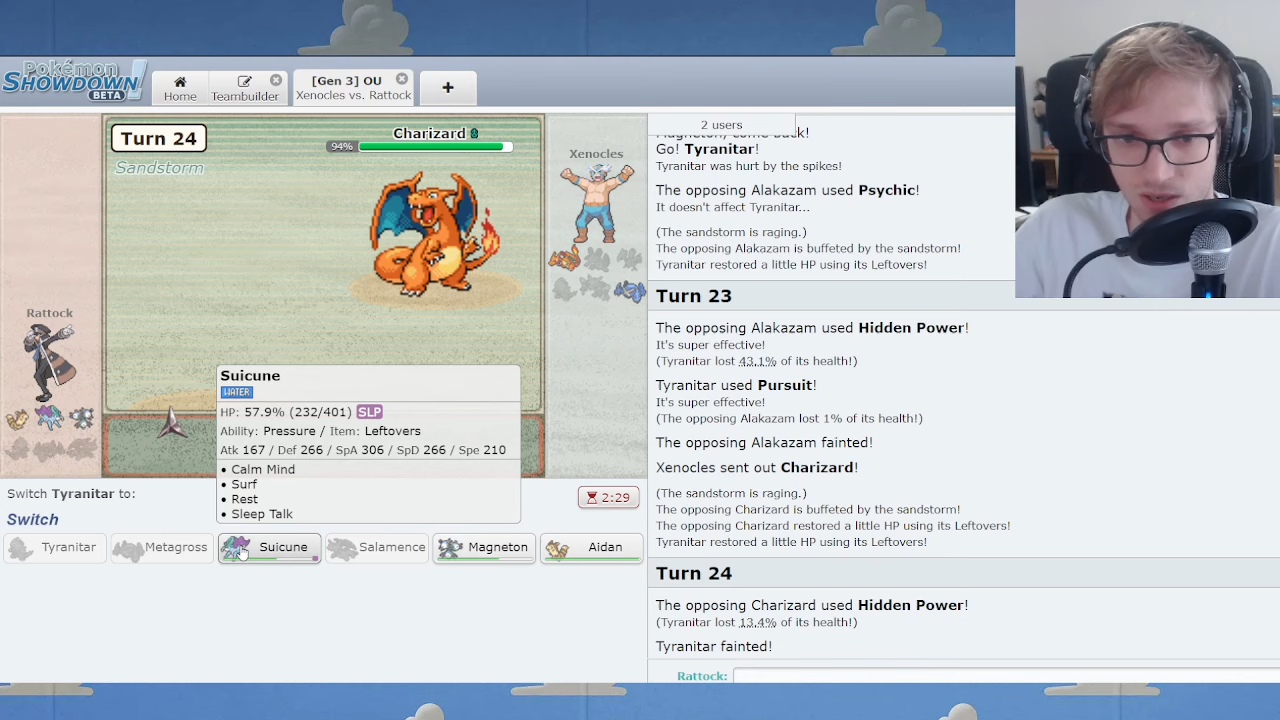 Pokémon
SHOWDOWN!
BETA
Home
Teambuilder
[Gen 3] OU
Xenocles vs. Rattock
+
Turn 24
Sandstorm
Charizard
94%
Xenocles
Rattock
Suicune
WATER
HP: 57.9% (232/401) SLP
Ability: Pressure / Item: Leftovers
Atk 167 / Def 266 / SpA 306 / SpD 266 / Spe 210
• Calm Mind
• Surf
• Rest
• Sleep Talk
Switch Tyranitar to:
2:29
Switch
Tyranitar
Metagross
Suicune
Salamence
Magneton
Aidan
2 users
Magneton, come back!
Go! Tyranitar!
Tyranitar was hurt by the spikes!
The opposing Alakazam used Psychic!
It doesn't affect Tyranitar...
(The sandstorm is raging.)
The opposing Alakazam is buffeted by the sandstorm!
Tyranitar restored a little HP using its Leftovers!
Turn 23
The opposing Alakazam used Hidden Power!
It's super effective!
(Tyranitar lost 43.1% of its health!)
Tyranitar used Pursuit!
It's super effective!
(The opposing Alakazam lost 1% of its health!)
The opposing Alakazam fainted!
Xenocles sent out Charizard!
(The sandstorm is raging.)
The opposing Charizard is buffeted by the sandstorm!
The opposing Charizard restored a little HP using its Leftovers!
Tyranitar restored a little HP using its Leftovers!
Turn 24
The opposing Charizard used Hidden Power!
(Tyranitar lost 13.4% of its health!)
Tyranitar fainted!
Rattock: